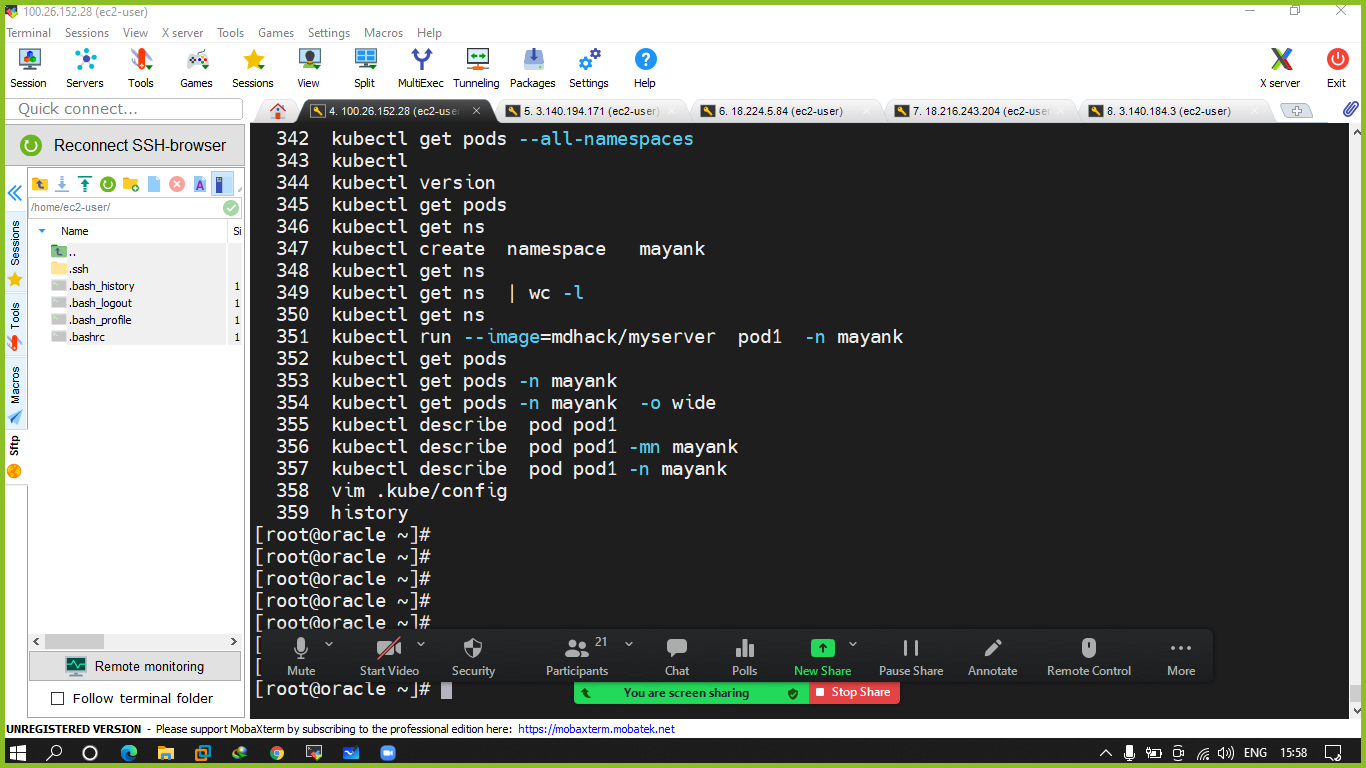 100.26.152.28 (ec2-user)
Terminal Sessions View X server Tools Games Settings Macros Help
Session Servers Tools Games Sessions View Split MultiExec Tunneling Packages Settings Help X server Exit
Quick connect...
4. 100.26.152.28 (ec2-use
5. 3.140.194.171 (ec2-user)
6. 18.224.5.84 (ec2-user)
7. 18.216.243.204 (ec2-use
8. 3.140.184.3 (ec2-user)
Reconnect SSH-browser
/home/ec2-user/
Name Si
..
.ssh
.bash_history 1
.bash_logout 1
.bash_profile 1
.bashrc 1
Sessions
Tools
Macros
Sftp
Remote monitoring
Follow terminal folder
342 kubectl get pods --all-namespaces
343 kubectl
344 kubectl version
345 kubectl get pods
346 kubectl get ns
347 kubectl create  namespace   mayank
348 kubectl get ns
349 kubectl get ns  | wc -l
350 kubectl get ns
351 kubectl run --image=mdhack/myserver  pod1  -n mayank
352 kubectl get pods
353 kubectl get pods -n mayank
354 kubectl get pods -n mayank  -o wide
355 kubectl describe  pod pod1
356 kubectl describe  pod pod1 -mn mayank
357 kubectl describe  pod pod1 -n mayank
358 vim .kube/config
359 history
[root@oracle ~]#
[root@oracle ~]#
[root@oracle ~]#
[root@oracle ~]#
[root@oracle ~]#
[
[
[root@oracle ~]#
21
Mute Start Video Security Participants Chat Polls New Share Pause Share Annotate Remote Control More
You are screen sharing Stop Share
UNREGISTERED VERSION - Please support MobaXterm by subscribing to the professional edition here: https://mobaxterm.mobatek.net
ENG 15:58